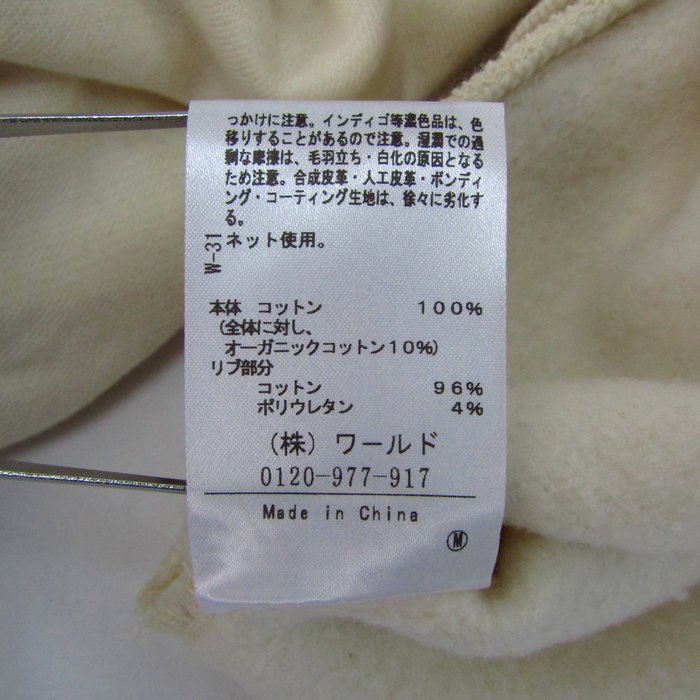 っかけに注意。インディゴ等濃色品は、色
移りすることがあるので注意。湿潤での過
剰な摩擦は、毛羽立ち・白化の原因となる
ため注意。合成皮革・人工皮革・ボンディ
ング・コーティング生地は、徐々に劣化す
る。
ネット使用。
W-31
本体 コットン 100%
(全体に対し、
オーガニックコットン10%)
リブ部分
コットン 96%
ポリウレタン 4%
(株) ワールド
0120-977-917
Made in China
M